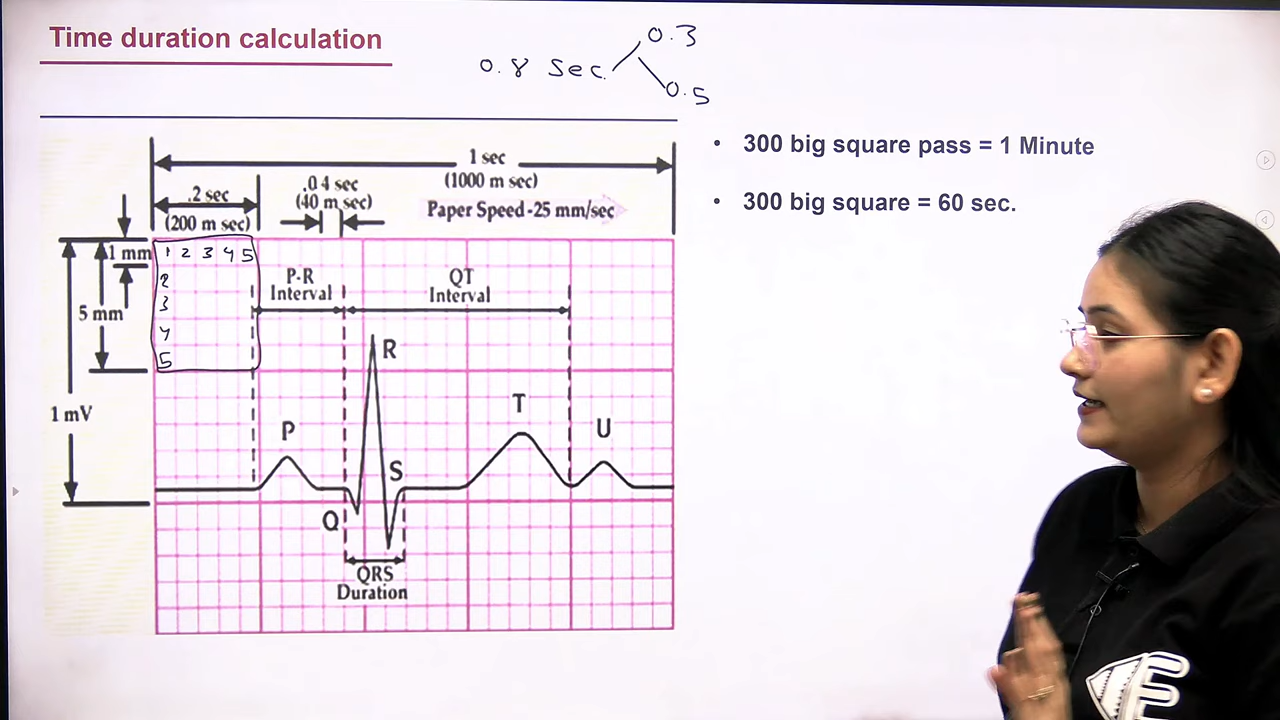 Time duration calculation
0.8 sec. 0.3
0.5
• 300 big square pass = 1 Minute
• 300 big square = 60 sec.
1 sec
(1000 m sec)
.2 sec
(200 m sec)
.04 sec
(40 m sec)
Paper Speed-25 mm/sec
1 mm
5 mm
1 mV
1 2 3 4 5
2
3
4
5
P-R
Interval
QT
Interval
R
P
T
U
S
Q
QRS
Duration